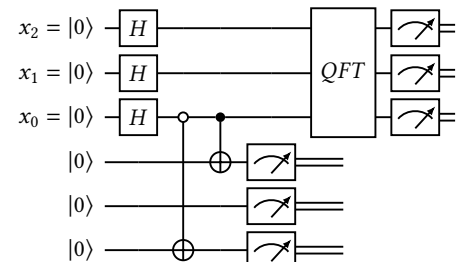 x₂ = |0⟩ H
x₁ = |0⟩ H QFT
x₀ = |0⟩ H
|0⟩
|0⟩
|0⟩